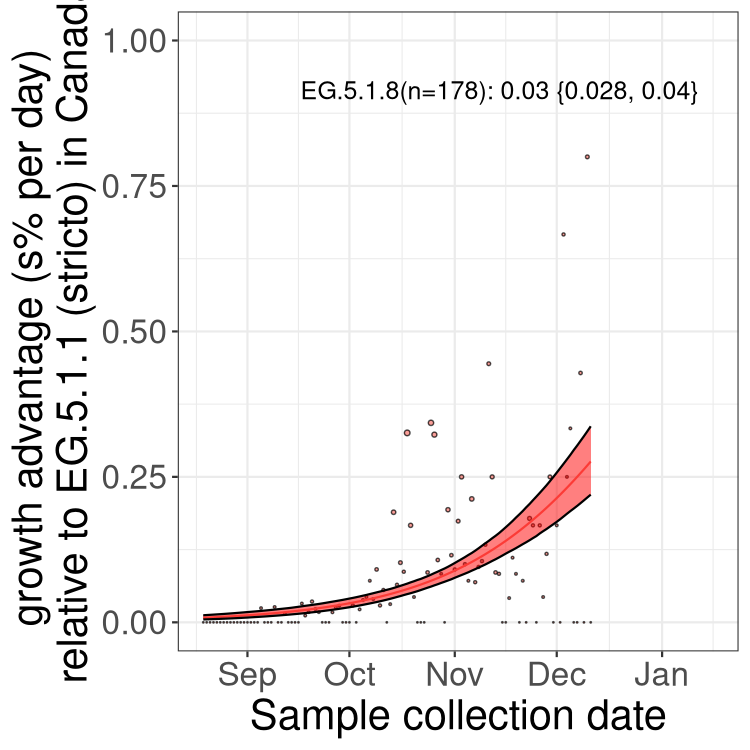 growth advantage (s% per day)
relative to EG.5.1.1 (stricto) in Canada
1.00
0.75
0.50
0.25
0.00
EG.5.1.8(n=178): 0.03 {0.028, 0.04}
Sep Oct Nov Dec Jan
Sample collection date